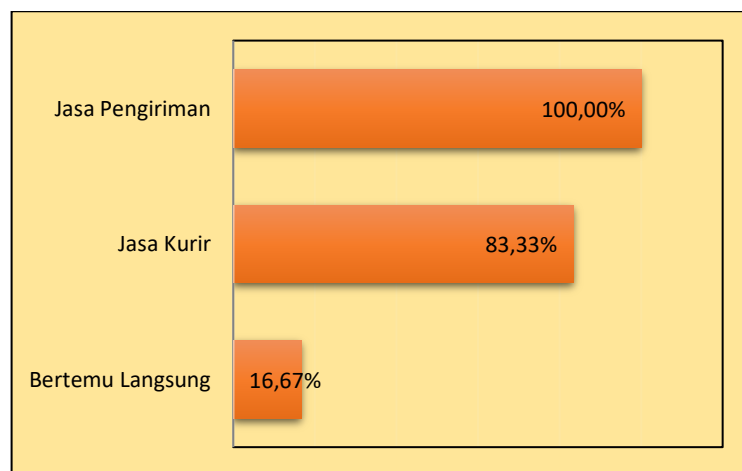 Jasa Pengiriman 100,00%
Jasa Kurir 83,33%
Bertemu Langsung 16,67%